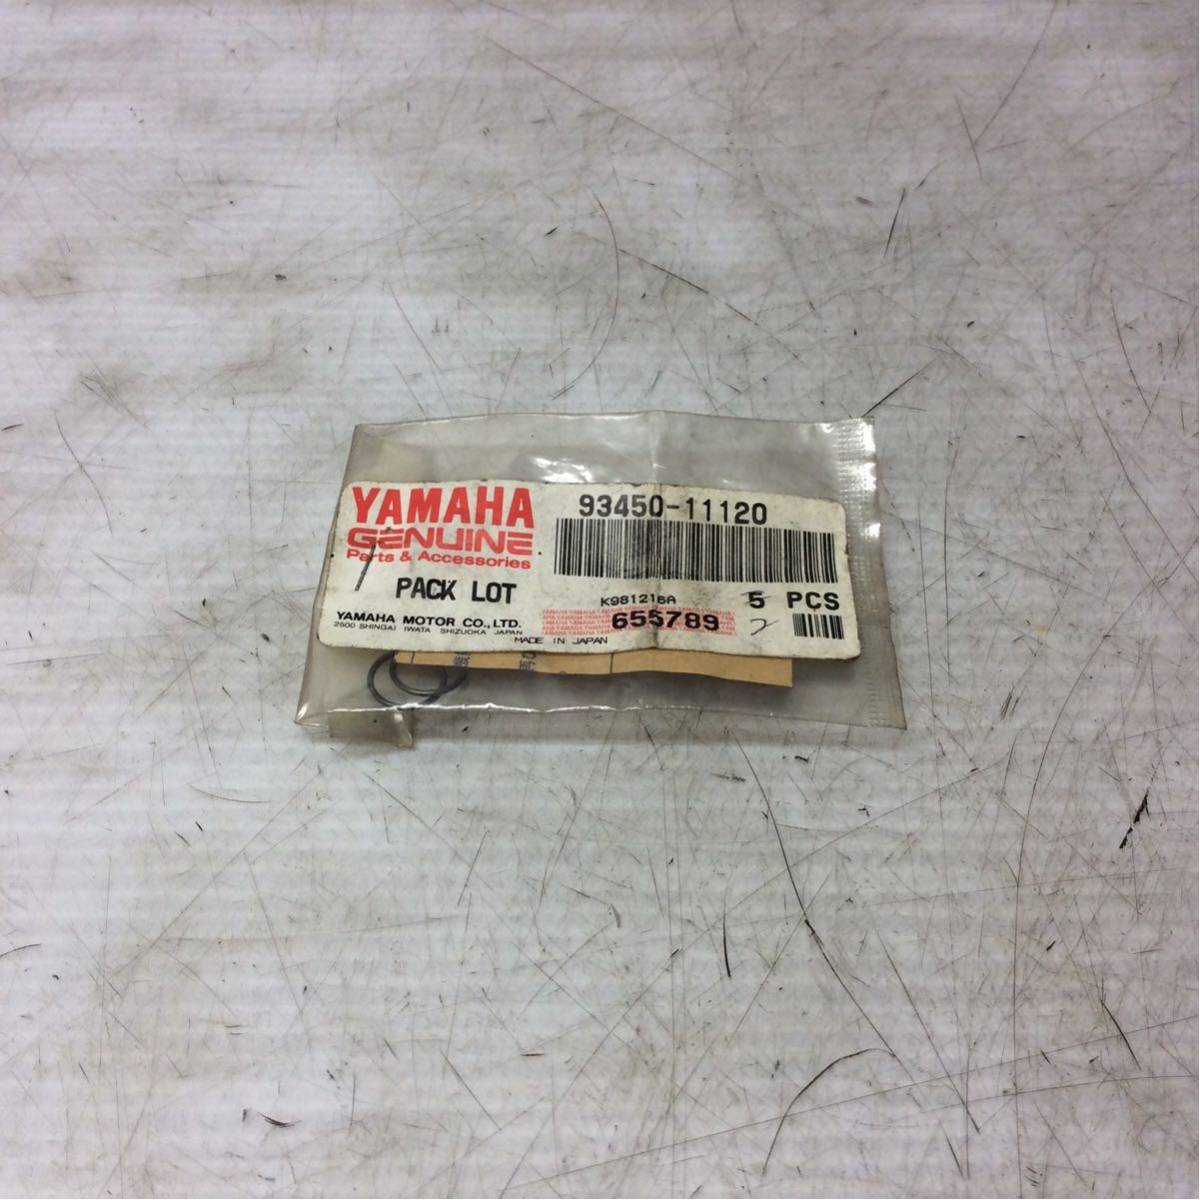 YAMAHA
GENUINE
Parts & Accessories
PACK LOT
YAMAHA MOTOR CO., LTD.
2500 SHINGAI IWATA SHIZUOKA JAPAN
MADE IN JAPAN
93450-11120
K981216A
5 PCS
655789
2